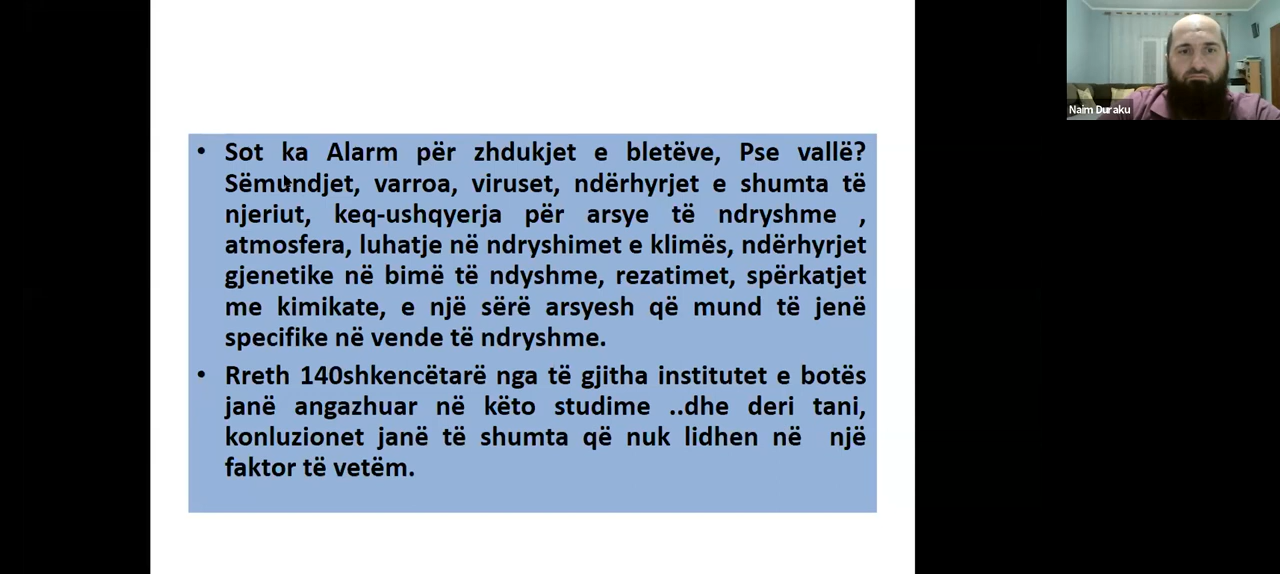 • Sot ka Alarm për zhdukjet e bletëve, Pse vallë?
Sëmundjet, varroa, viruset, ndërhyrjet e shumta të
njeriut, keq-ushqyerja për arsye të ndryshme ,
atmosfera, luhatje në ndryshimet e klimës, ndërhyrjet
gjenetike në bimë të ndyshme, rezatimet, spërkatjet
me kimikate, e një sërë arsyesh që mund të jenë
specifike në vende të ndryshme.
• Rreth 140shkencëtarë nga të gjitha institutet e botës
janë angazhuar në këto studime ..dhe deri tani,
konluzionet janë të shumta që nuk lidhen në një
faktor të vetëm.
Naim Duraku